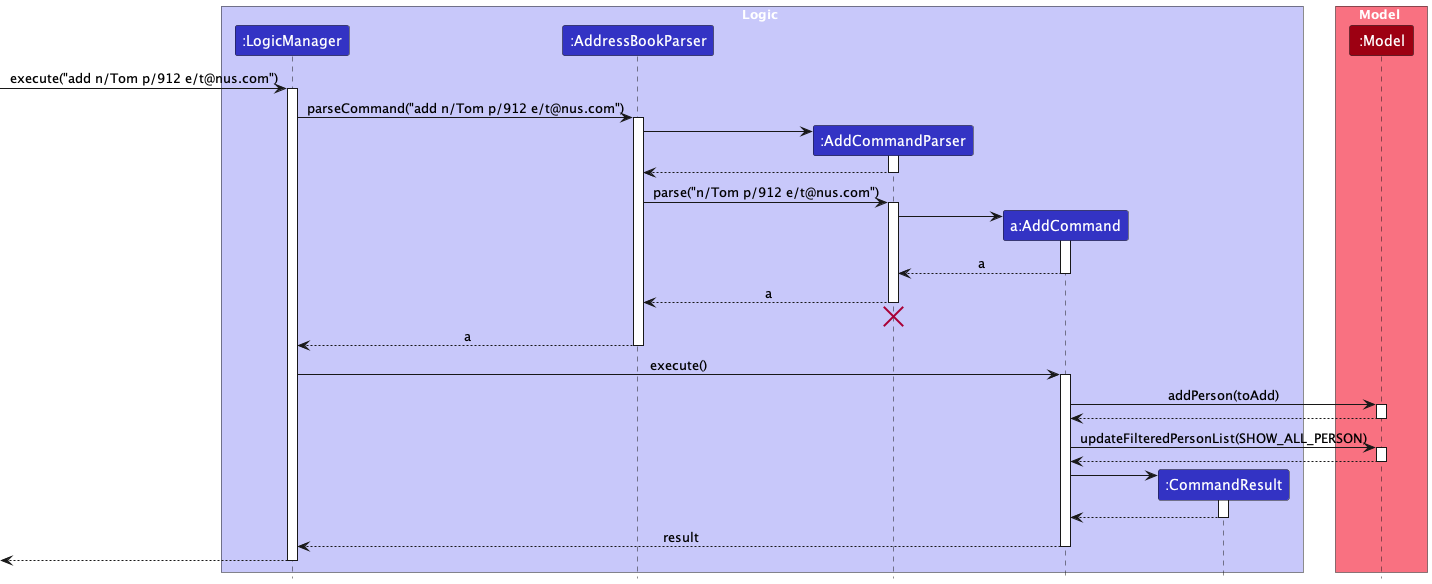 Logic
Model
:LogicManager
:AddressBookParser
:Model
execute("add n/Tom p/912 e/t@nus.com")
parseCommand("add n/Tom p/912 e/t@nus.com")
:AddCommandParser
parse("n/Tom p/912 e/t@nus.com")
a:AddCommand
a
a
a
execute()
addPerson(toAdd)
updateFilteredPersonList(SHOW_ALL_PERSON)
:CommandResult
result